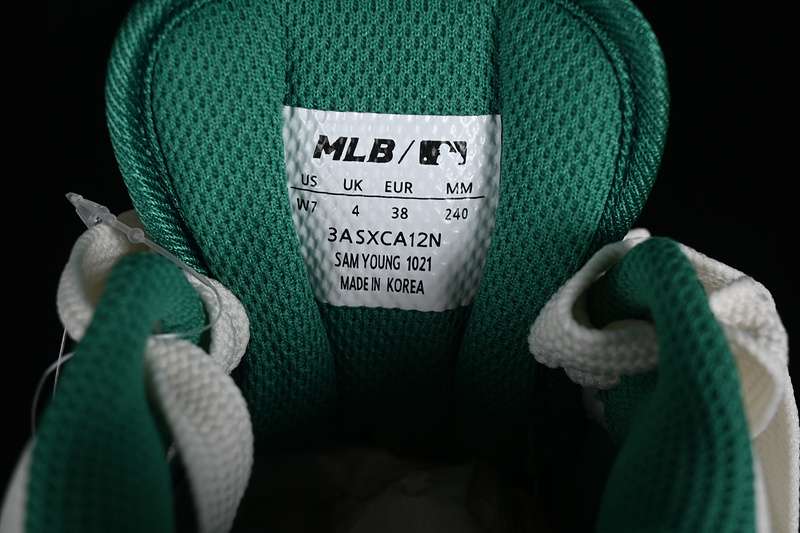 MLB/
US UK EUR MM
W7 4 38 240
3ASXCA12N
SAM YOUNG 1021
MADE IN KOREA